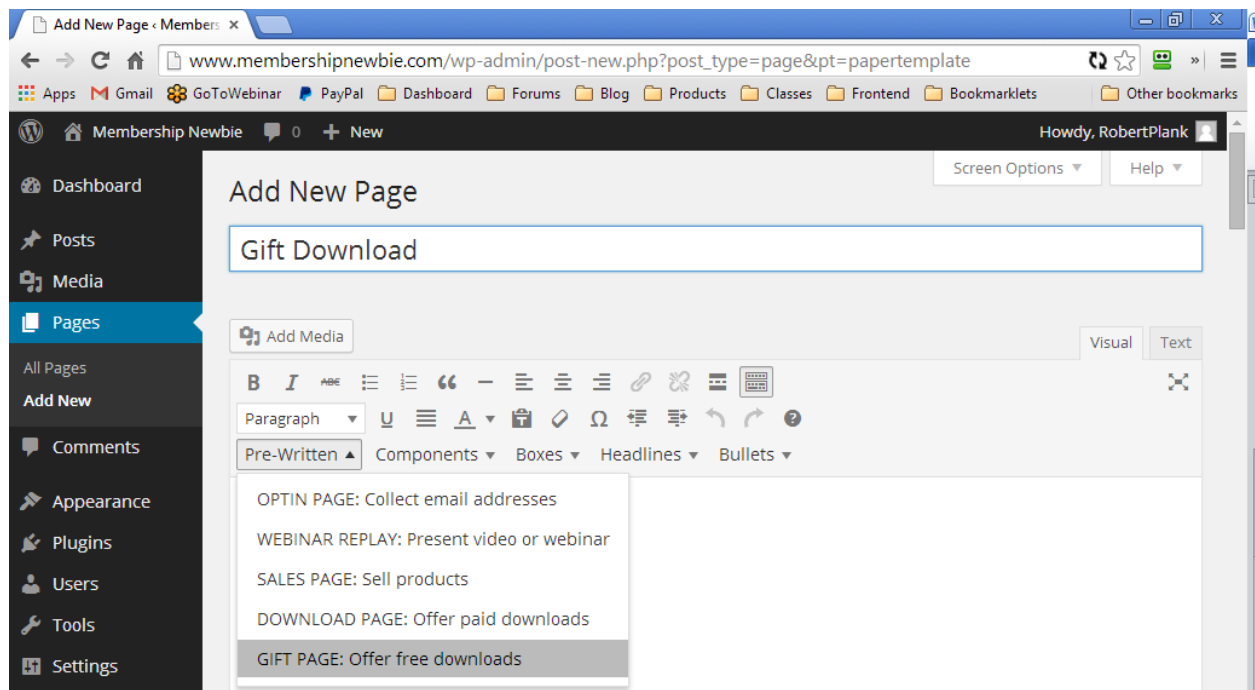 Add New Page ‹ Members
www.membershipnewbie.com/wp-admin/post-new.php?post_type=page&pt=papertemplate
Apps Gmail GoToWebinar PayPal Dashboard Forums Blog Products Classes Frontend Bookmarklets Other bookmarks
Membership Newbie 0 + New Howdy, RobertPlank
Screen Options Help
Dashboard
Add New Page
Posts
Gift Download
Media
Pages
Add Media
Visual Text
All Pages
B I ABC
Add New
Paragraph U A Ω
Comments
Pre-Written Components Boxes Headlines Bullets
Appearance
OPTIN PAGE: Collect email addresses
Plugins
WEBINAR REPLAY: Present video or webinar
Users
SALES PAGE: Sell products
Tools
DOWNLOAD PAGE: Offer paid downloads
Settings
GIFT PAGE: Offer free downloads